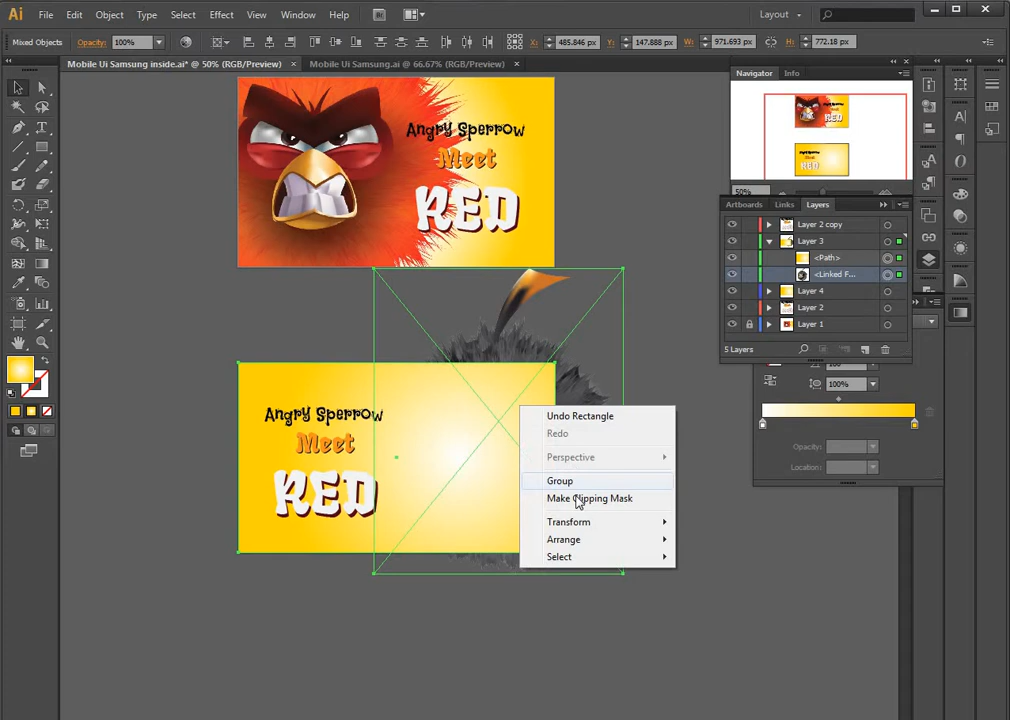 Ai File Edit Object Type Select Effect View Window Help Layout
Mixed Objects Opacity: 100% X: 485.846 px Y: 147.888 px W: 971.693 px H: 772.18 px
Mobile Ui Samsung inside.ai* @ 50% (RGB/Preview) × Mobile Ui Samsung.ai @ 66.67% (RGB/Preview) ×
Navigator Info
50%
Angry Sperrow
Meet
RED
Artboards Links Layers
Layer 2 copy
Layer 3
<Path>
<Linked F...
Layer 4
Layer 2
Layer 1
5 Layers
100%
Opacity:
Location:
Angry Sperrow
Meet
RED
Undo Rectangle
Redo
Perspective
Group
Make Clipping Mask
Transform
Arrange
Select